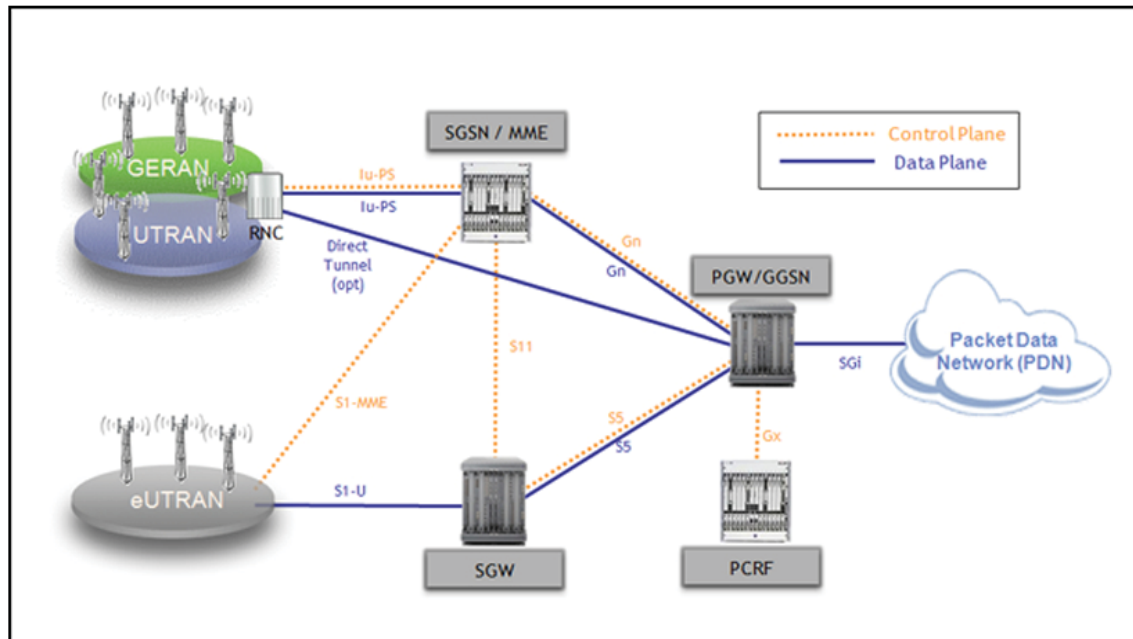 SGSN / MME
Control Plane
Data Plane
GERAN
Iu-PS
Iu-PS
UTRAN
RNC
Direct
Tunnel
(opt)
Gn
Gn
PGW/GGSN
Packet Data
Network (PDN)
SGi
S11
S1-MME
S5
S5
Gx
eUTRAN
S1-U
SGW
PCRF